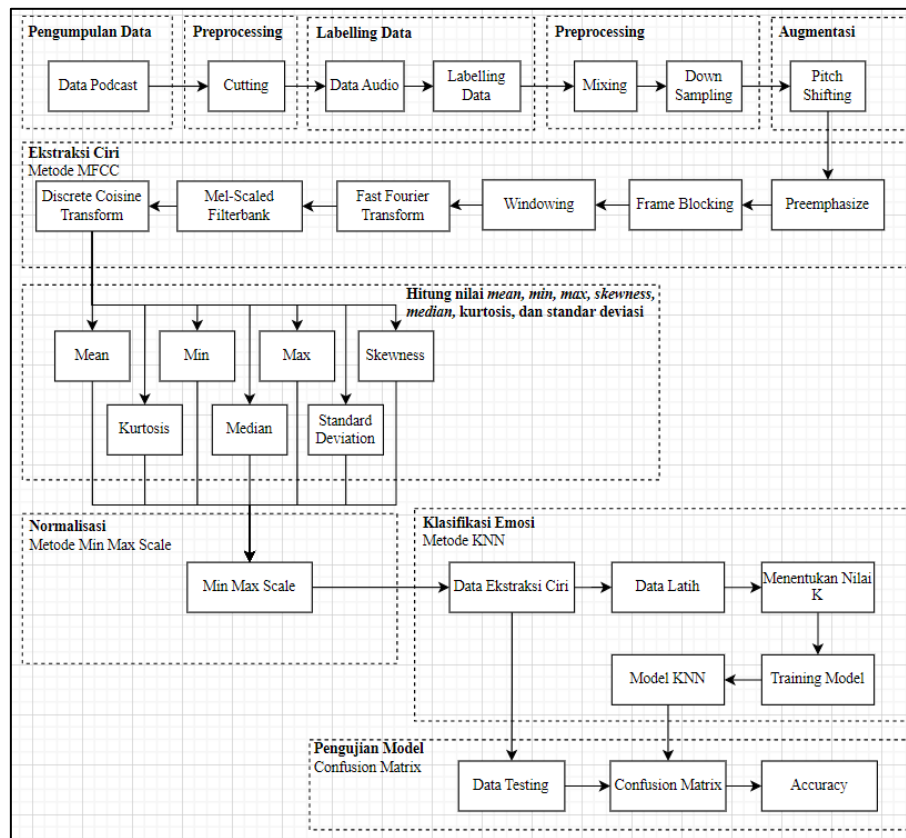 Pengumpulan Data
Preprocessing
Labelling Data
Preprocessing
Augmentasi
Data Podcast
Cutting
Data Audio
Labelling
Data
Mixing
Down
Sampling
Pitch
Shifting
Ekstraksi Ciri
Metode MFCC
Discrete Coisine
Transform
Mel-Scaled
Filterbank
Fast Fourier
Transform
Windowing
Frame Blocking
Preemphasize
Hitung nilai mean, min, max, skewness,
median, kurtosis, dan standar deviasi
Mean
Min
Max
Skewness
Kurtosis
Median
Standard
Deviation
Normalisasi
Metode Min Max Scale
Min Max Scale
Klasifikasi Emosi
Metode KNN
Data Ekstraksi Ciri
Data Latih
Menentukan Nilai
K
Model KNN
Training Model
Pengujian Model
Confusion Matrix
Data Testing
Confusion Matrix
Accuracy